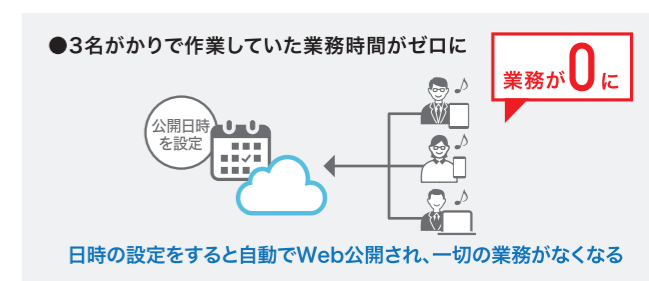 ●3名がかりで作業していた業務時間がゼロに
業務が0に
公開日時
を設定
日時の設定をすると自動でWeb公開され、一切の業務がなくなる